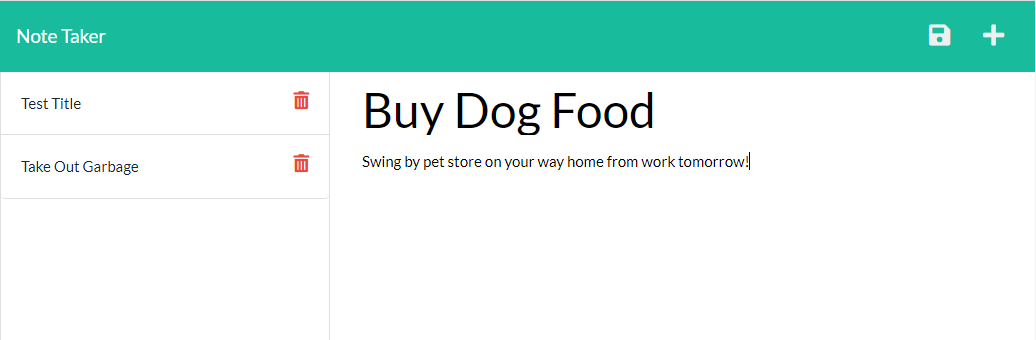 Note Taker
Test Title
Take Out Garbage
Buy Dog Food
Swing by pet store on your way home from work tomorrow!